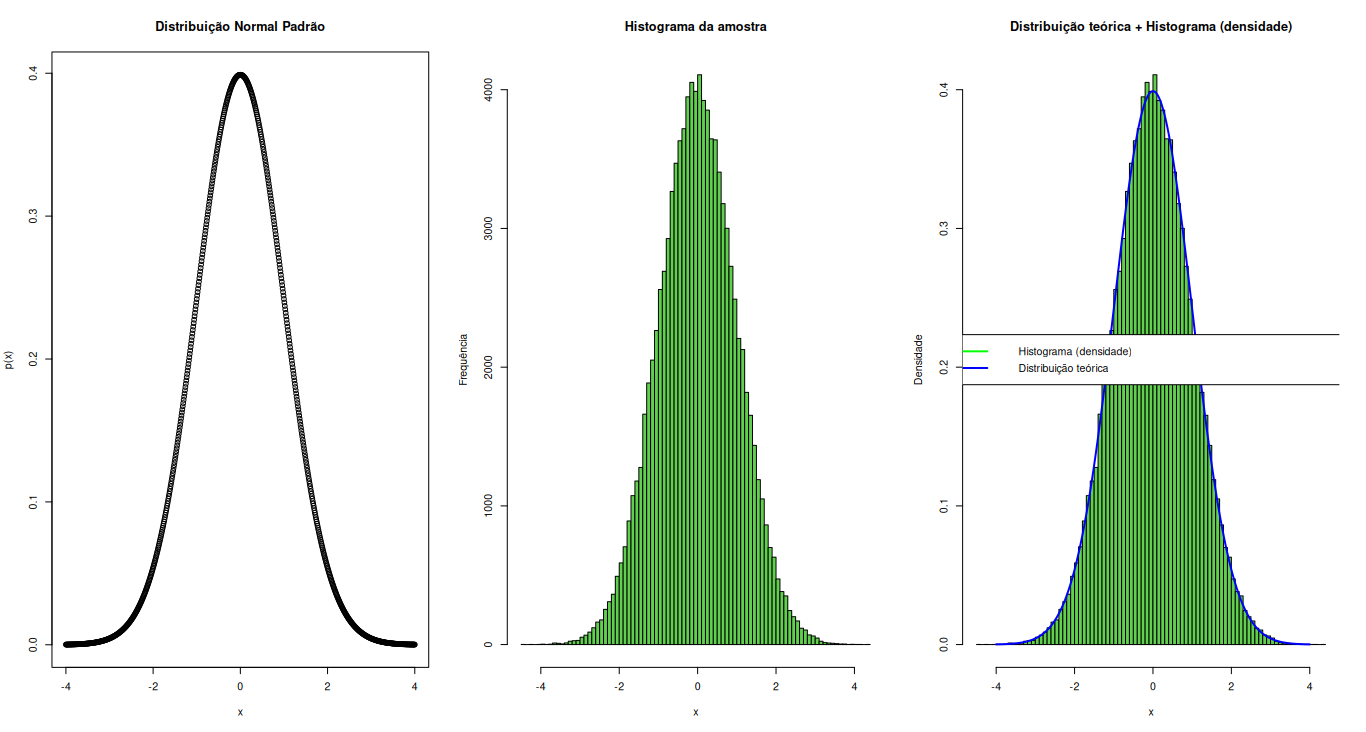 Distribuição Normal Padrão
p(x)
0.4
0.3
0.2
0.1
0.0
-4 -2 0 2 4
x
Histograma da amostra
Frequência
4000
3000
2000
1000
0
-4 -2 0 2 4
x
Distribuição teórica + Histograma (densidade)
Densidade
0.4
0.3
0.2
0.1
0.0
Histograma (densidade)
Distribuição teórica
-4 -2 0 2 4
x